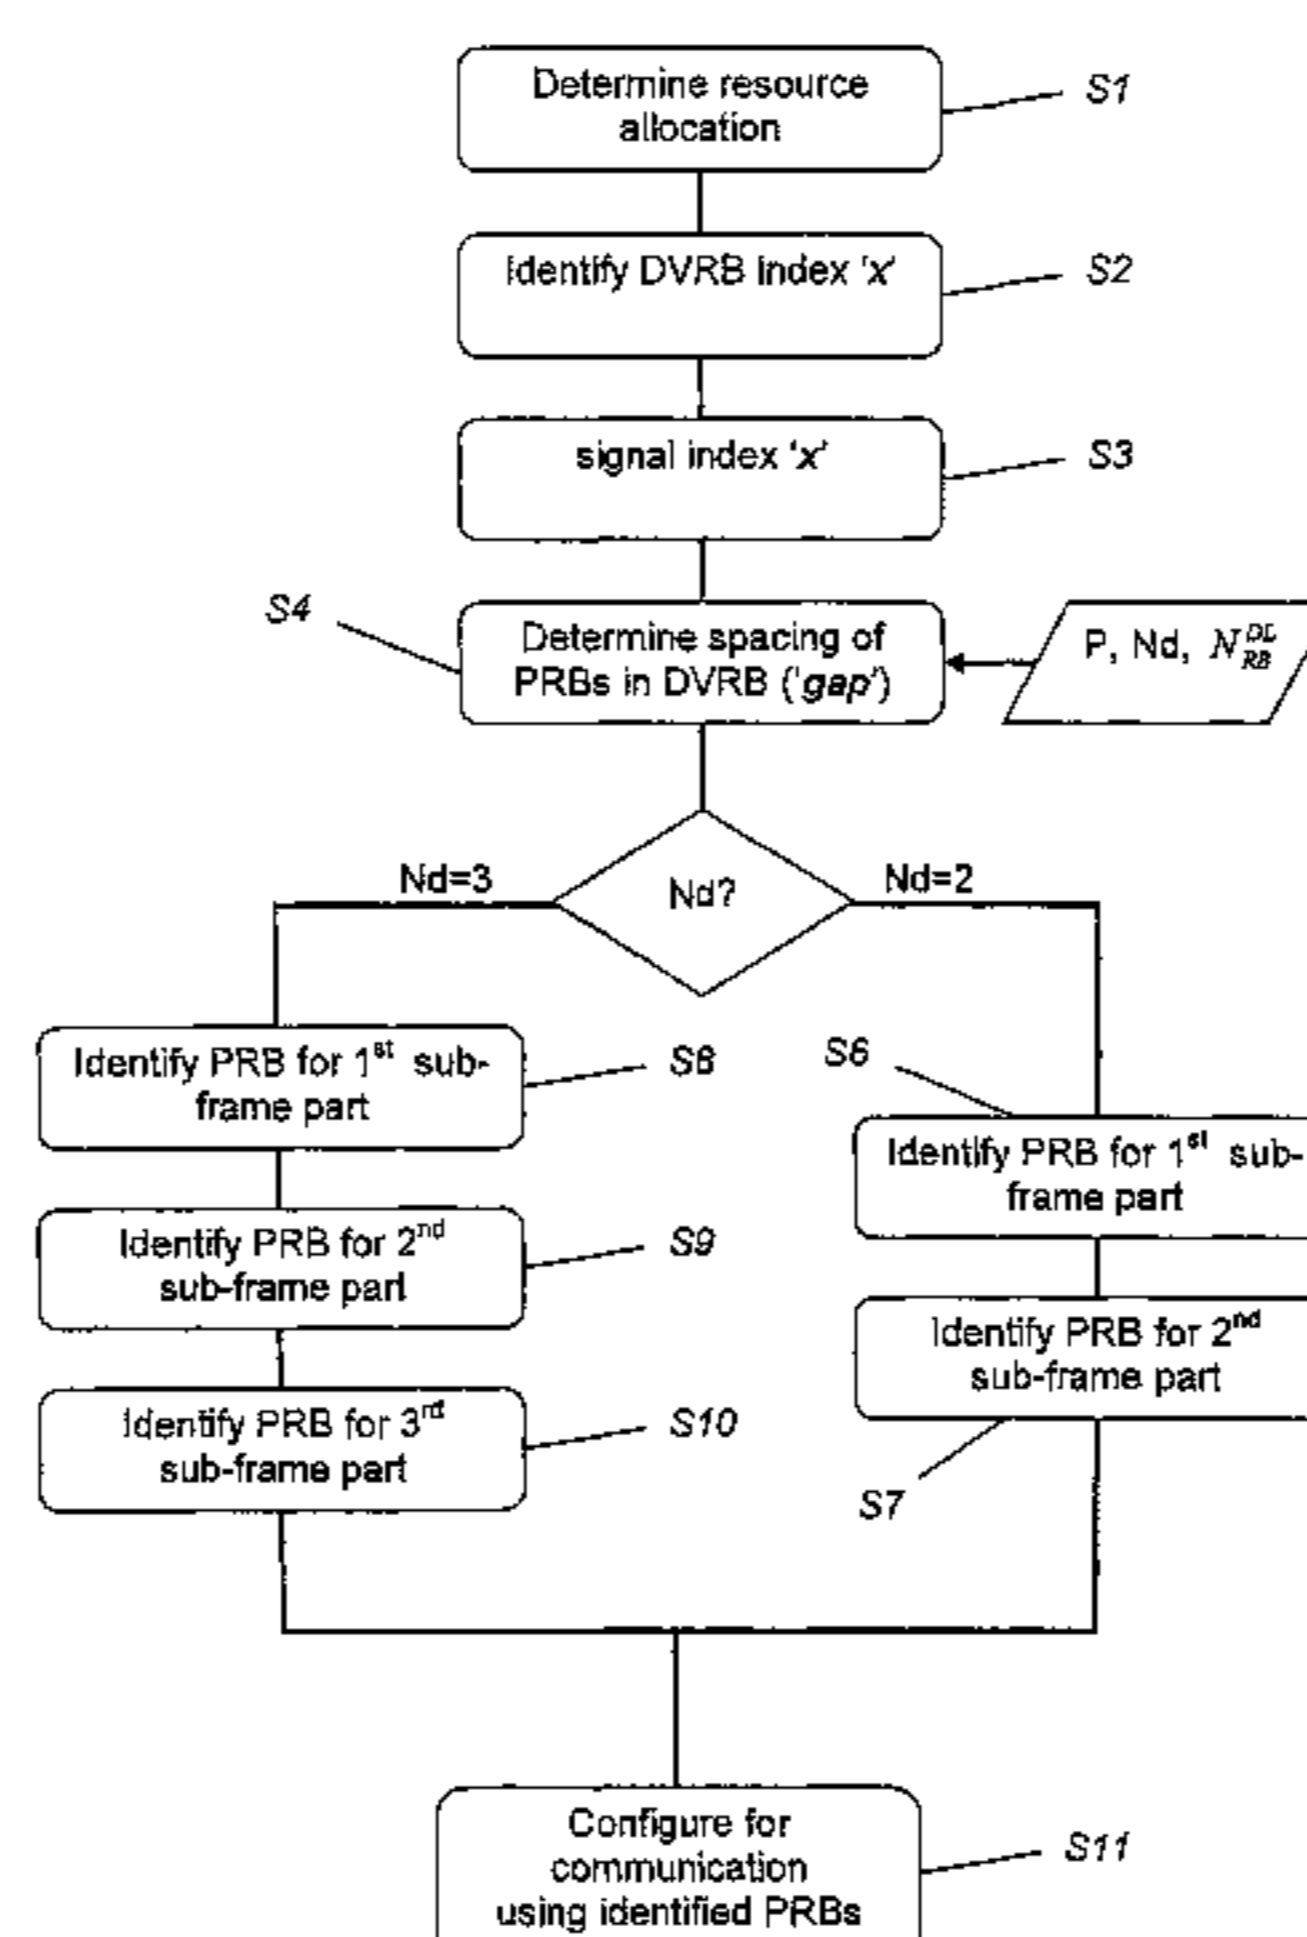 Determine resource
allocation
S1
Identify DVRB index 'x'
S2
signal index 'x'
S3
S4
Determine spacing of
PRBs in DVRB ('gap')
P, Nd, N_{RB}^{DL}
Nd=3
Nd?
Nd=2
Identify PRB for 1st sub-
frame part
S8
S6
Identify PRB for 1st sub-
frame part
Identify PRB for 2nd
sub-frame part
S9
Identify PRB for 2nd
sub-frame part
Identify PRB for 3rd
sub-frame part
S10
S7
Configure for
communication
using identified PRBs
S11